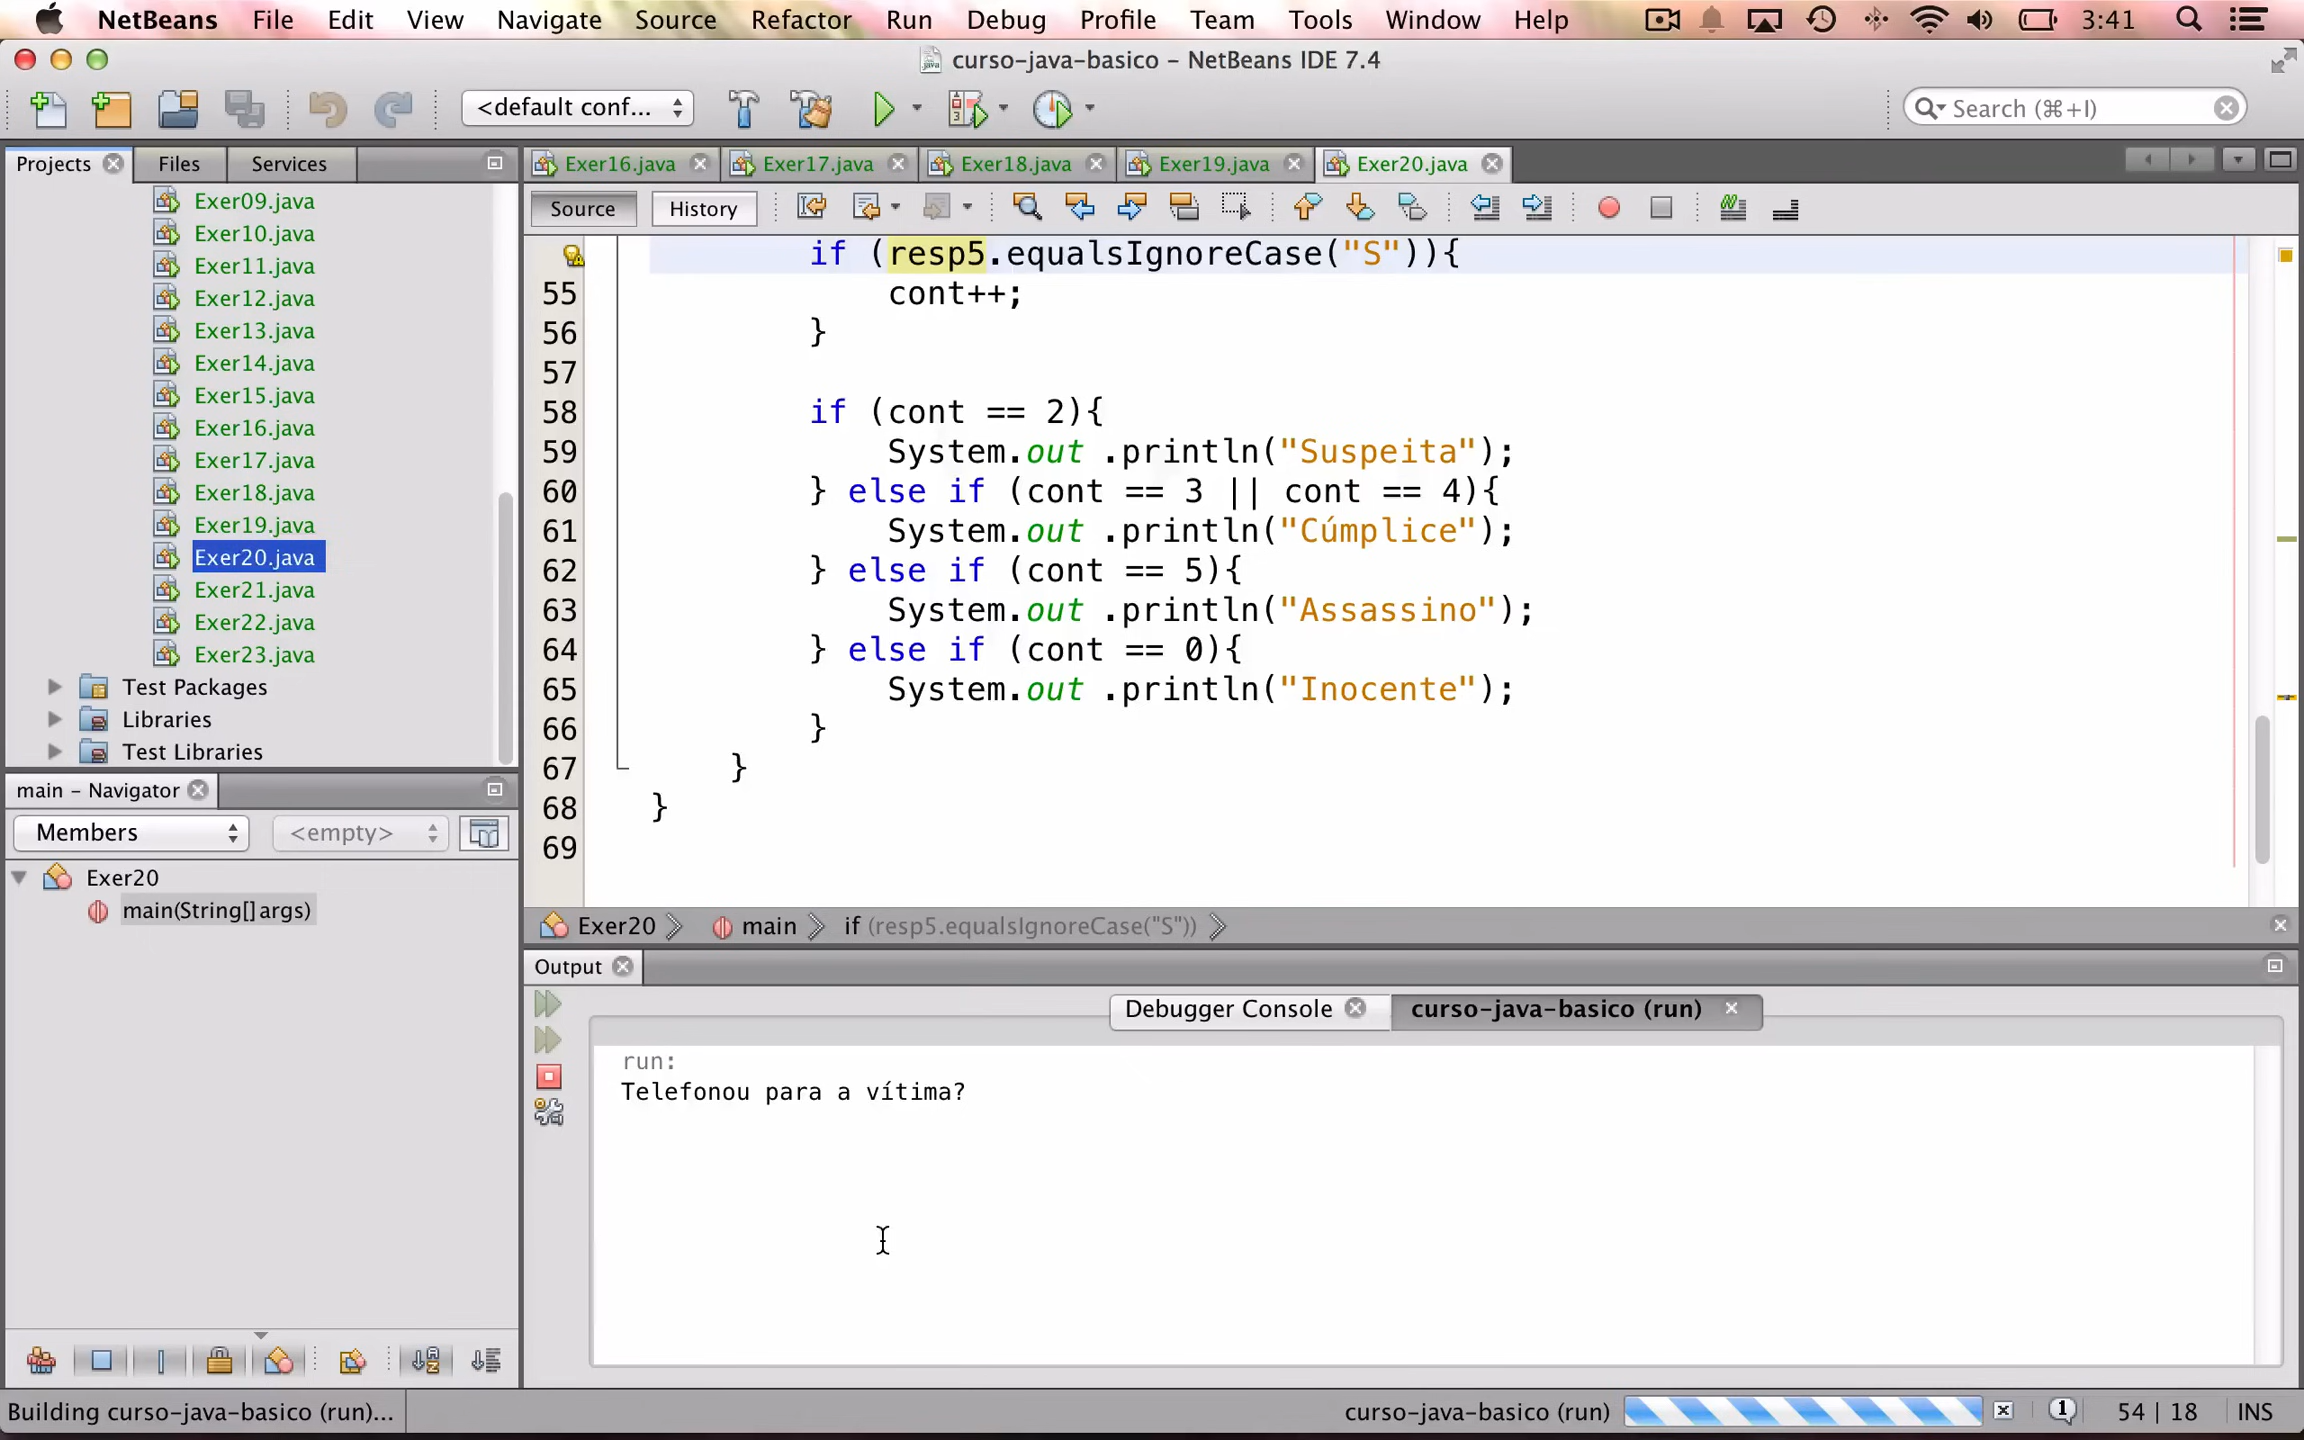 NetBeans File Edit View Navigate Source Refactor Run Debug Profile Team Tools Window Help 3:41
curso-java-basico – NetBeans IDE 7.4
<default conf... Search (⌘+I)
Projects Files Services
Exer16.java Exer17.java Exer18.java Exer19.java Exer20.java
Source History
Exer09.java
Exer10.java
Exer11.java
Exer12.java
Exer13.java
Exer14.java
Exer15.java
Exer16.java
Exer17.java
Exer18.java
Exer19.java
Exer20.java
Exer21.java
Exer22.java
Exer23.java
Test Packages
Libraries
Test Libraries
if (resp5.equalsIgnoreCase("S")){
55 cont++;
56 }
57
58 if (cont == 2){
59 System.out .println("Suspeita");
60 } else if (cont == 3 || cont == 4){
61 System.out .println("Cúmplice");
62 } else if (cont == 5){
63 System.out .println("Assassino");
64 } else if (cont == 0){
65 System.out .println("Inocente");
66 }
67 }
68 }
69
Exer20 main if (resp5.equalsIgnoreCase("S"))
main – Navigator
Members <empty>
Exer20
main(String[] args)
Output
Debugger Console curso-java-basico (run)
run:
Telefonou para a vítima?
Building curso-java-basico (run)... curso-java-basico (run) 1 54 | 18 INS